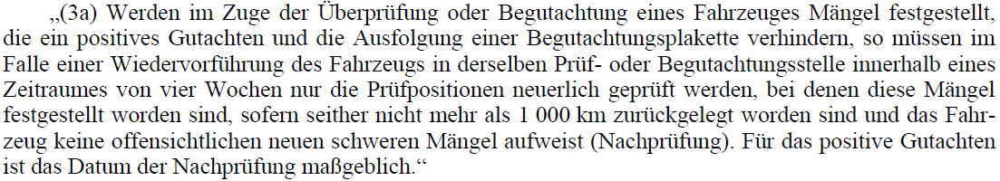 „(3a) Werden im Zuge der Überprüfung oder Begutachtung eines Fahrzeuges Mängel festgestellt,
die ein positives Gutachten und die Ausfolgung einer Begutachtungsplakette verhindern, so müssen im
Falle einer Wiedervorführung des Fahrzeugs in derselben Prüf- oder Begutachtungsstelle innerhalb eines
Zeitraumes von vier Wochen nur die Prüfpositionen neuerlich geprüft werden, bei denen diese Mängel
festgestellt worden sind, sofern seither nicht mehr als 1 000 km zurückgelegt worden sind und das Fahr-
zeug keine offensichtlichen neuen schweren Mängel aufweist (Nachprüfung). Für das positive Gutachten
ist das Datum der Nachprüfung maßgeblich.“